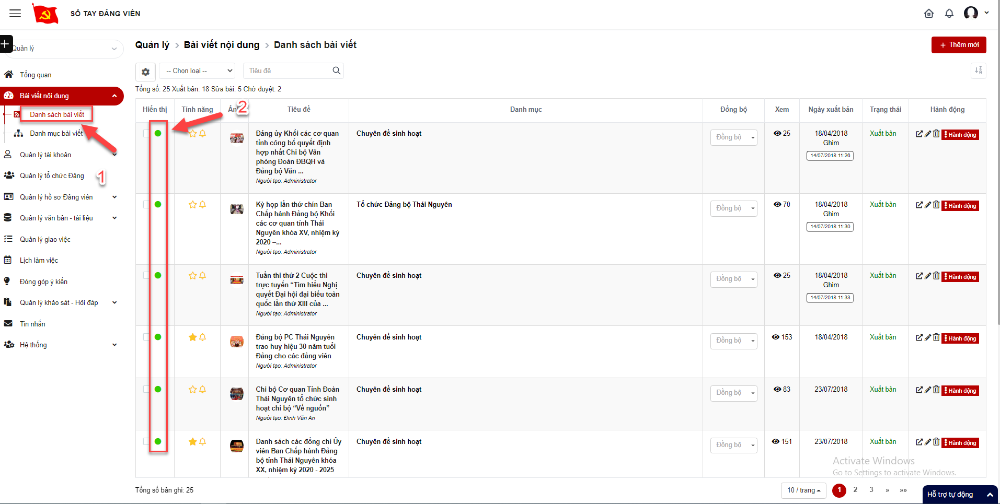 SỔ TAY ĐẢNG VIÊN
Quản lý
Tổng quan
Bài viết nội dung
Danh sách bài viết
Danh mục bài viết
Quản lý tài khoản
Quản lý tổ chức Đảng
1
Quản lý hồ sơ Đảng viên
Quản lý văn bản - tài liệu
Quản lý giao việc
Lịch làm việc
Đóng góp ý kiến
Quản lý khảo sát - Hỏi đáp
Tin nhắn
Hệ thống
Quản lý > Bài viết nội dung > Danh sách bài viết
+ Thêm mới
-- Chọn loại --
Tiêu đề
Tổng số: 25 Xuất bản: 18 Sửa bài: 5 Chờ duyệt: 2
Hiển thị Tính năng 2 Tiêu đề Danh mục Đồng bộ Xem Ngày xuất bản Trạng thái Hành động
Đảng ủy Khối các cơ quan
tỉnh công bố quyết định
hợp nhất Chi bộ Văn
phòng Đoàn ĐBQH và
Đảng bộ Văn ...
Người tạo: Administrator
Chuyên đề sinh hoạt
Đồng bộ
25
18/04/2018
Ghim
14/07/2018 11:26
Xuất bản
Hành động
Kỳ họp lần thứ chín Ban
Chấp hành Đảng bộ Khối
các cơ quan tỉnh Thái
Nguyên khóa XV, nhiệm kỳ
2020 –...
Người tạo: Administrator
Tổ chức Đảng bộ Thái Nguyên
Đồng bộ
70
18/04/2018
Ghim
14/07/2018 11:30
Xuất bản
Hành động
Tuần thi thứ 2 Cuộc thi
trực tuyến “Tìm hiểu Nghị
quyết Đại hội đại biểu toàn
quốc lần thứ XIII của ...
Người tạo: Administrator
Chuyên đề sinh hoạt
Đồng bộ
25
18/04/2018
Ghim
14/07/2018 11:33
Xuất bản
Hành động
Đảng bộ PC Thái Nguyên
trao huy hiệu 30 năm tuổi
Đảng cho các đảng viên
Người tạo: Administrator
Chuyên đề sinh hoạt
Đồng bộ
153
18/04/2018
Xuất bản
Hành động
Chi bộ Cơ quan Tỉnh Đoàn
Thái Nguyên tổ chức sinh
hoạt chi bộ “Về nguồn”
Người tạo: Đinh Văn An
Chuyên đề sinh hoạt
Đồng bộ
83
23/07/2018
Xuất bản
Hành động
Danh sách các đồng chí Ủy
viên Ban Chấp hành Đảng
bộ tỉnh Thái Nguyên khóa
XX, nhiệm kỳ 2020 - 2025
Chuyên đề sinh hoạt
Đồng bộ
151
23/07/2018
Xuất bản
Hành động
Activate Windows
Go to Settings to activate Windows.
Tổng số bản ghi: 25
10 / trang
1 2 3 » »»
Hỗ trợ tự động